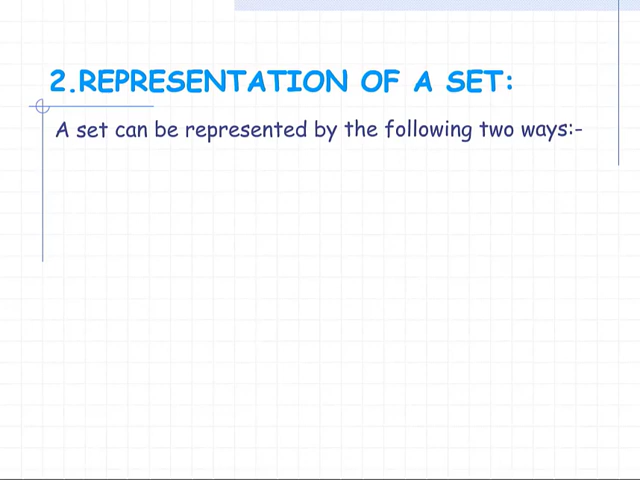 2.REPRESENTATION OF A SET:
A set can be represented by the following two ways:-